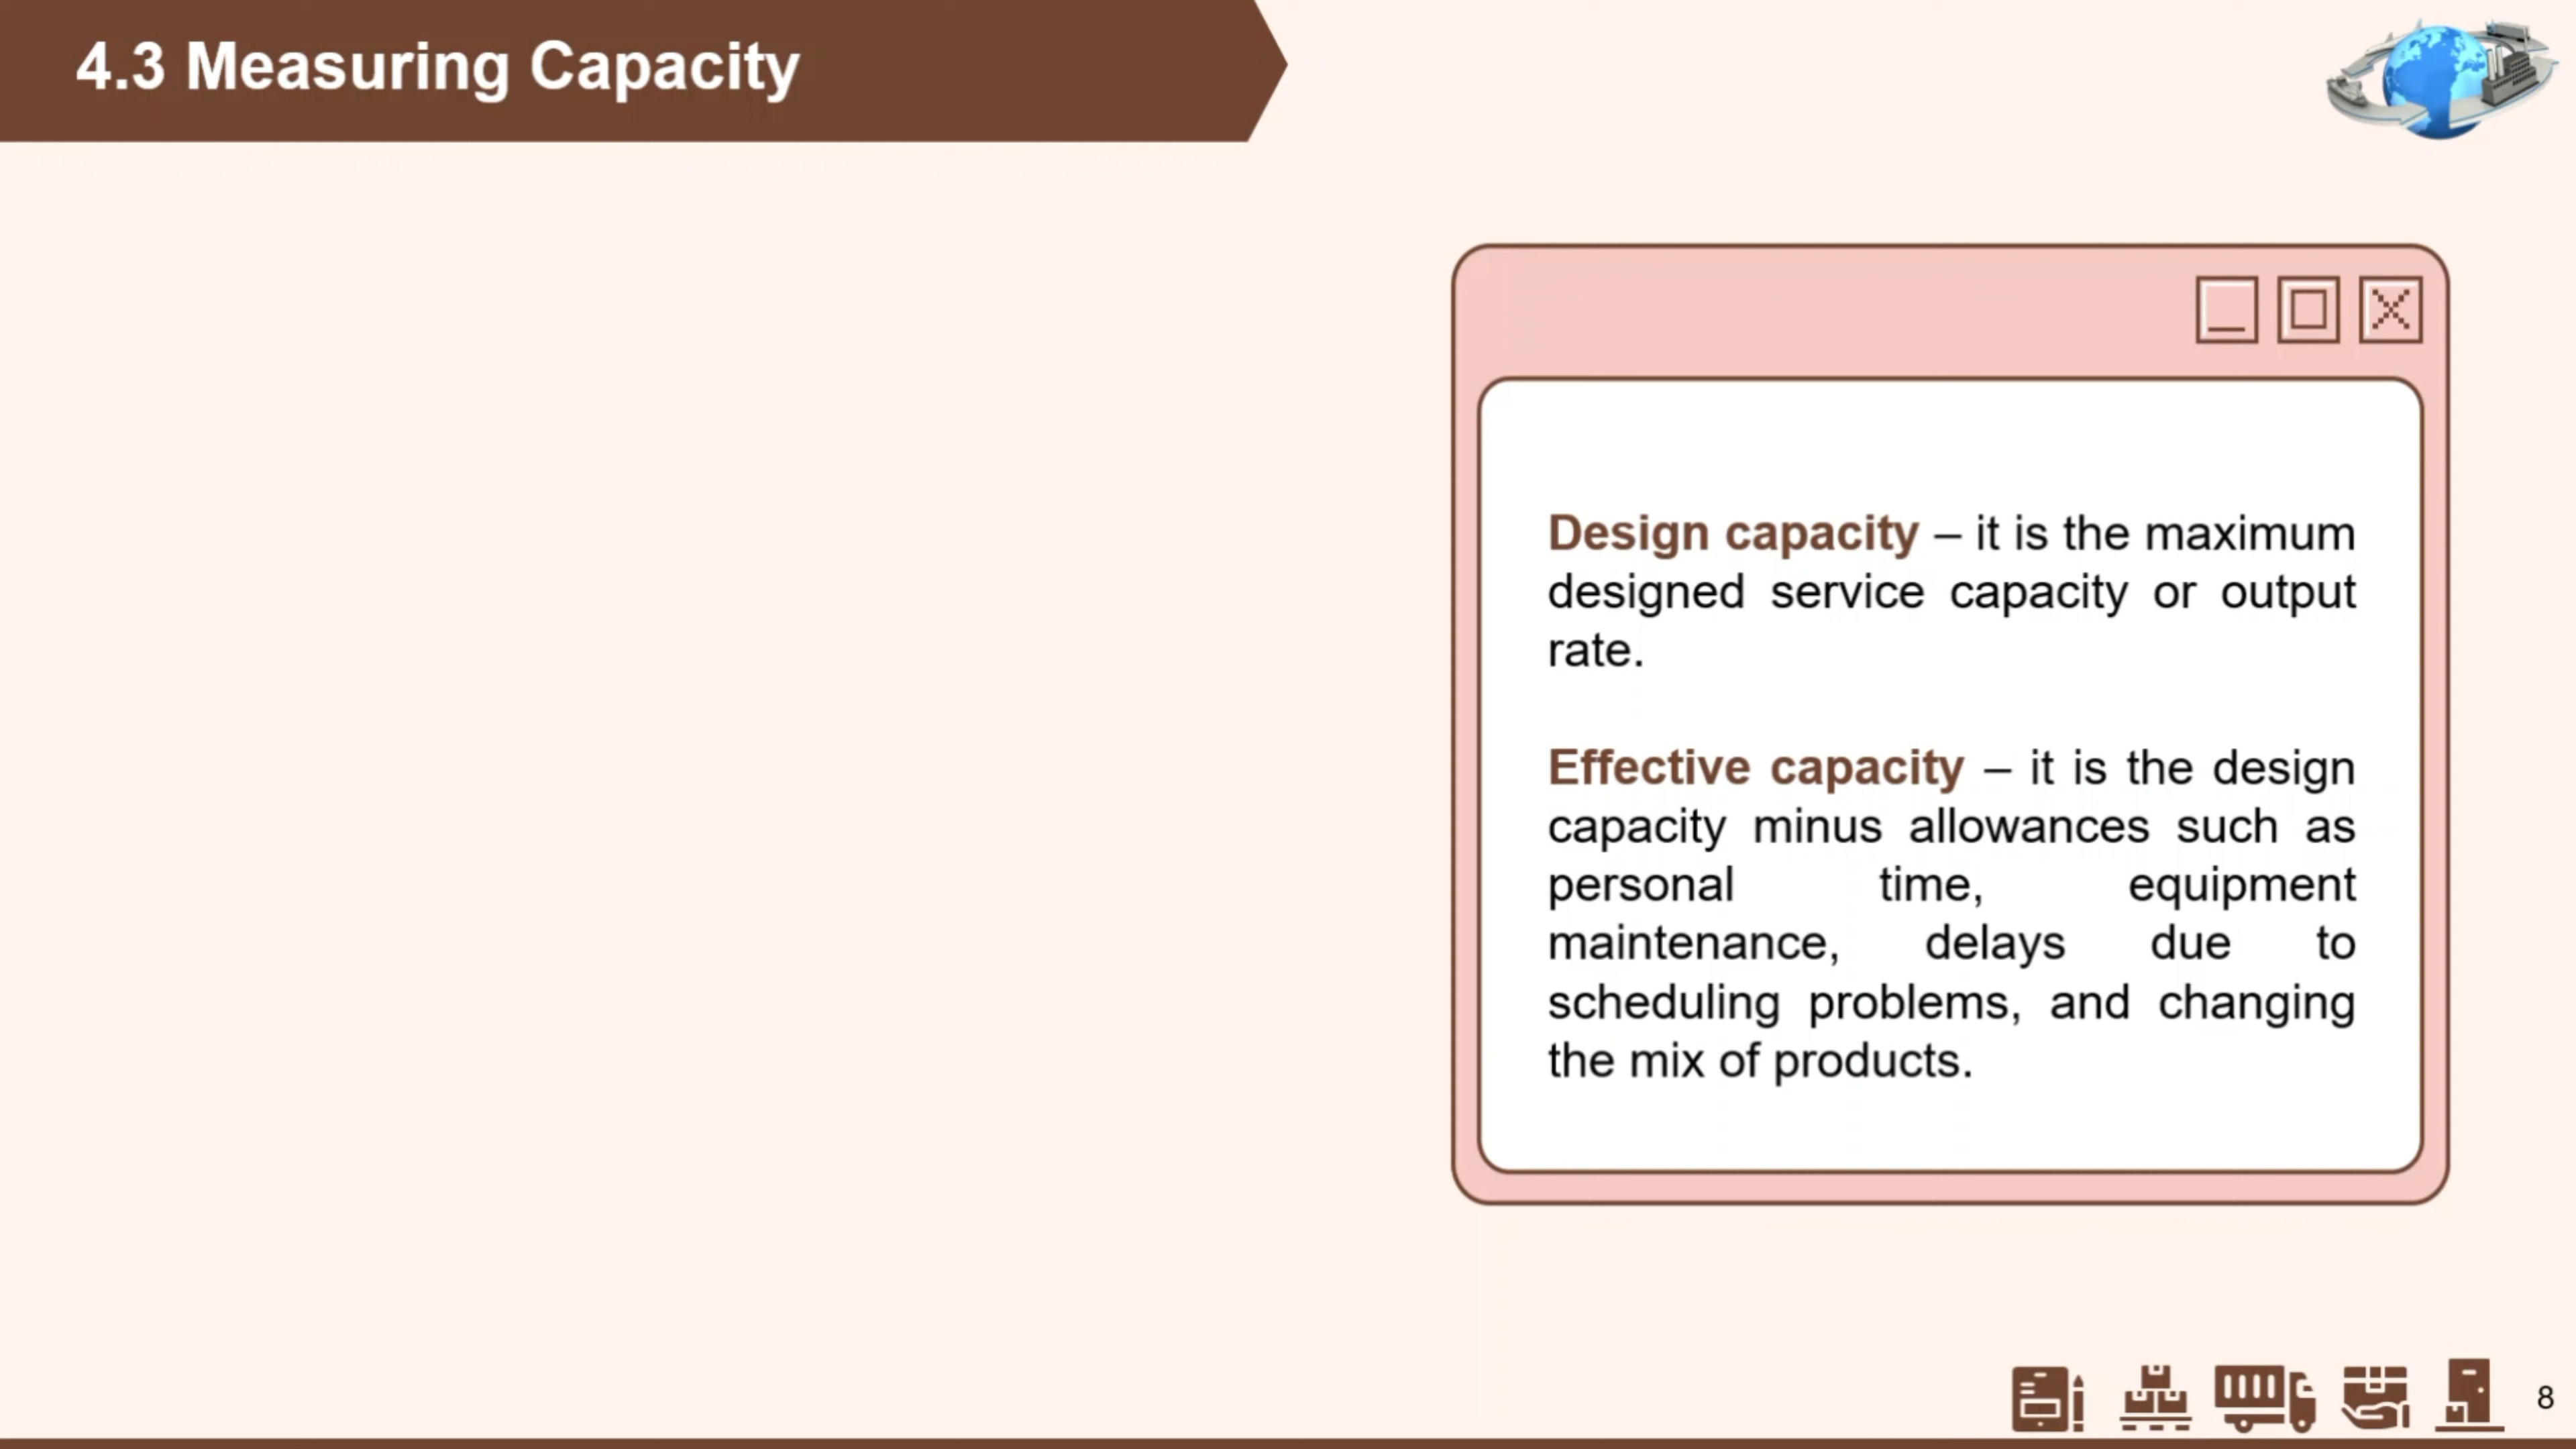 4.3 Measuring Capacity
Design capacity – it is the maximum
designed service capacity or output
rate.
Effective capacity – it is the design
capacity minus allowances such as
personal time, equipment
maintenance, delays due to
scheduling problems, and changing
the mix of products.
8